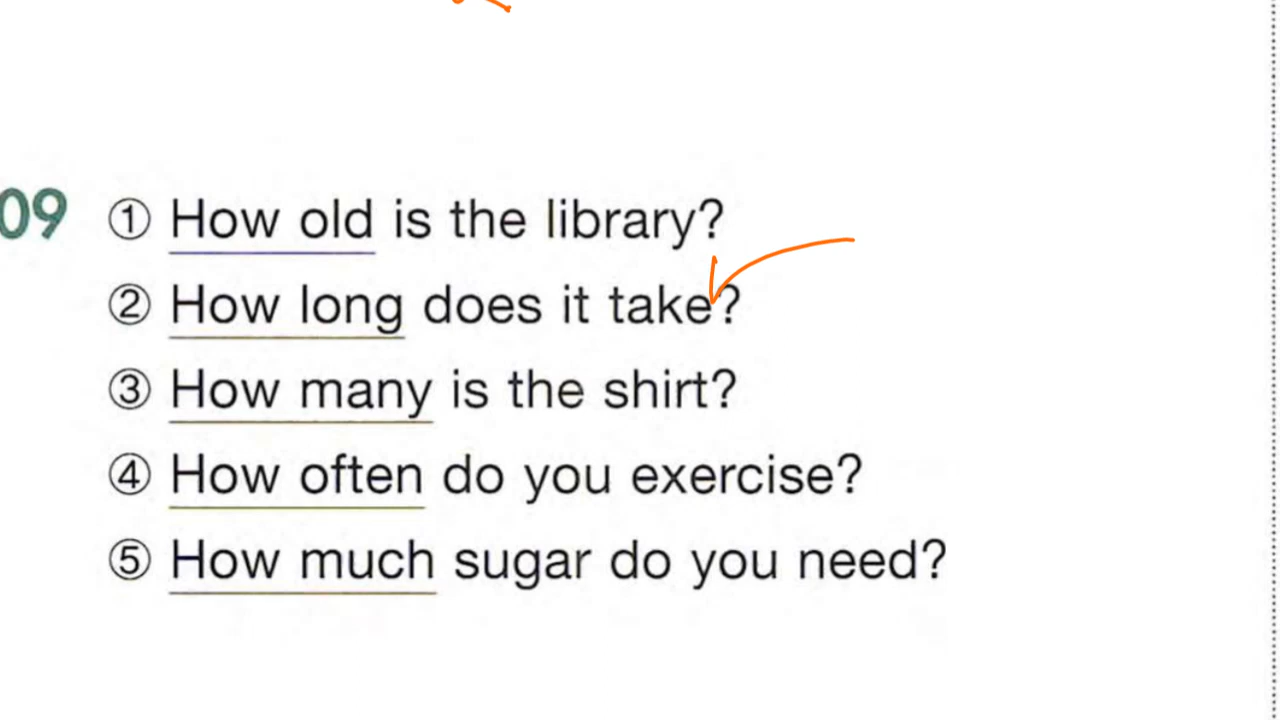 09 ① How old is the library?
② How long does it take?
③ How many is the shirt?
④ How often do you exercise?
⑤ How much sugar do you need?